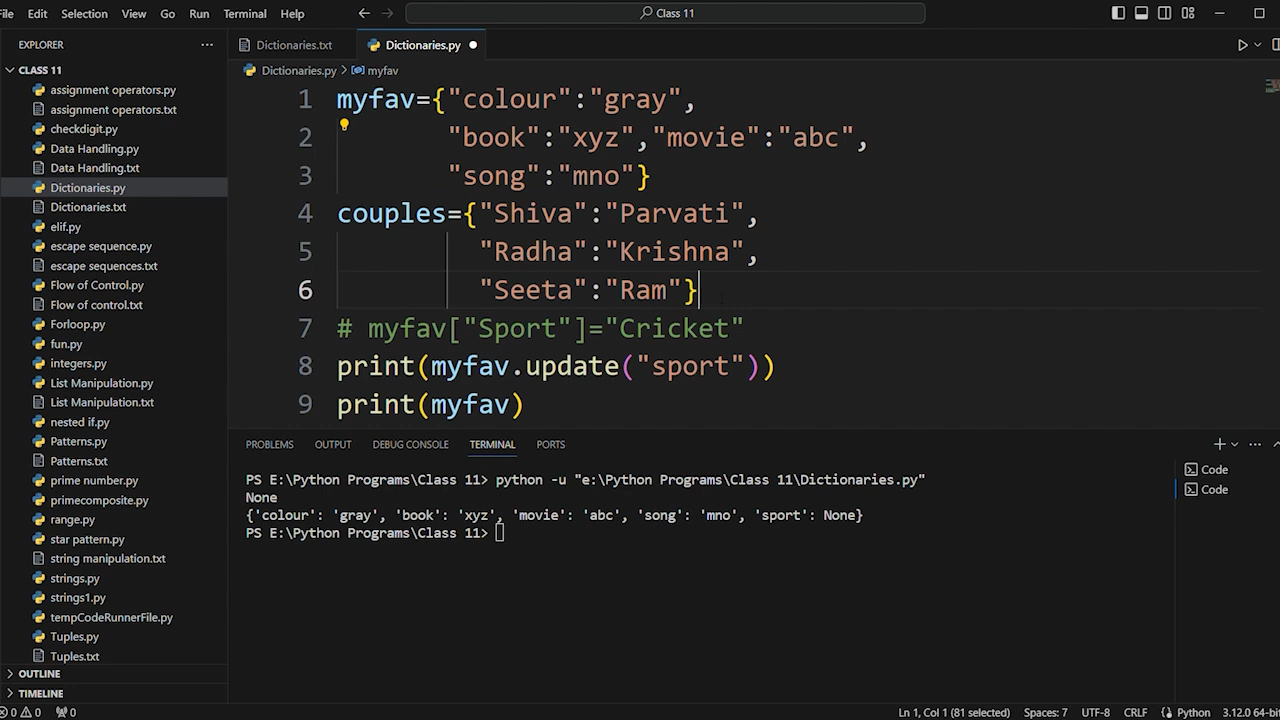 File Edit Selection View Go Run Terminal Help
Class 11
EXPLORER
Dictionaries.txt
Dictionaries.py
CLASS 11
Dictionaries.py > myfav
assignment operators.py
assignment operators.txt
checkdigit.py
Data Handling.py
Data Handling.txt
Dictionaries.py
Dictionaries.txt
elif.py
escape sequence.py
escape sequences.txt
Flow of Control.py
Flow of control.txt
Forloop.py
fun.py
integers.py
List Manipulation.py
List Manipulation.txt
nested if.py
Patterns.py
Patterns.txt
prime number.py
primecomposite.py
range.py
star pattern.py
string manipulation.txt
strings.py
strings1.py
tempCodeRunnerFile.py
Tuples.py
Tuples.txt
OUTLINE
TIMELINE
1 myfav={"colour":"gray",
2 "book":"xyz","movie":"abc",
3 "song":"mno"}
4 couples={"Shiva":"Parvati",
5 "Radha":"Krishna",
6 "Seeta":"Ram"}
7 # myfav["Sport"]="Cricket"
8 print(myfav.update("sport"))
9 print(myfav)
PROBLEMS OUTPUT DEBUG CONSOLE TERMINAL PORTS
PS E:\Python Programs\Class 11> python -u "e:\Python Programs\Class 11\Dictionaries.py"
None
{'colour': 'gray', 'book': 'xyz', 'movie': 'abc', 'song': 'mno', 'sport': None}
PS E:\Python Programs\Class 11>
Code
Code
0 0 0
Ln 1, Col 1 (81 selected) Spaces: 7 UTF-8 CRLF Python 3.12.0 64-bit